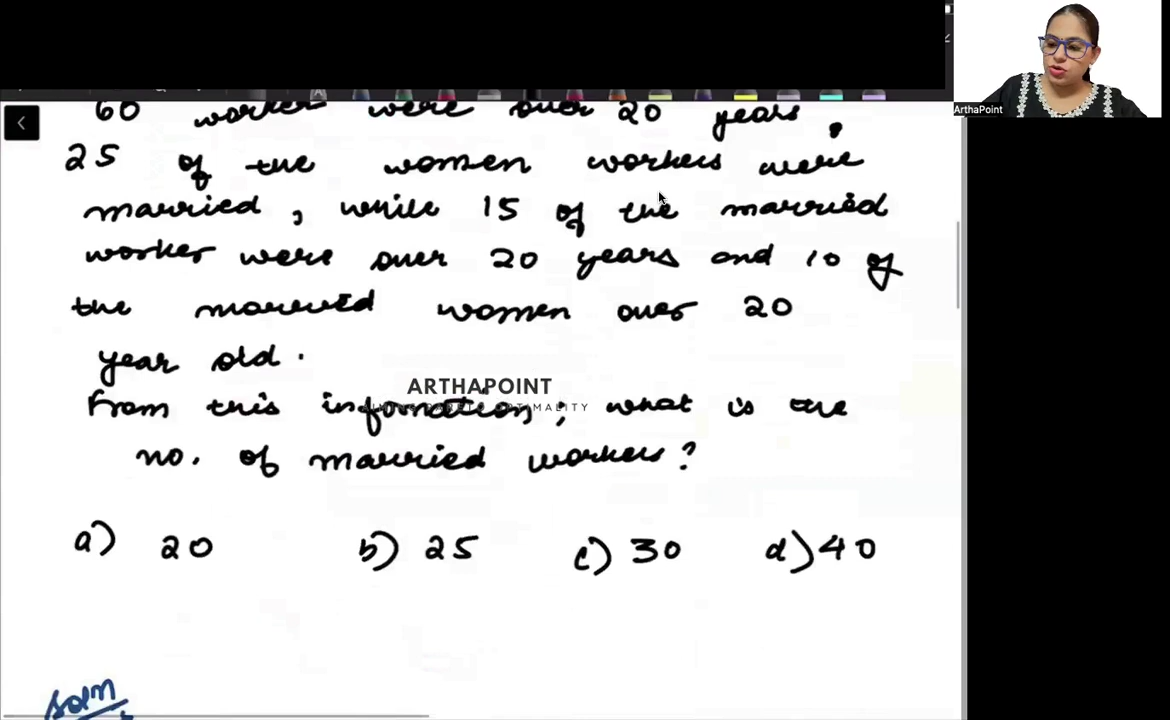 ArthaPoint
60 worker were over 20 years,
25 of the women workers were
married, while 15 of the married
worker were over 20 years and 10 of
the married women over 20
year old.
ARTHAPOINT
From this information; what is the
no. of married workers?
a) 20 b) 25 c) 30 d) 40
Soln